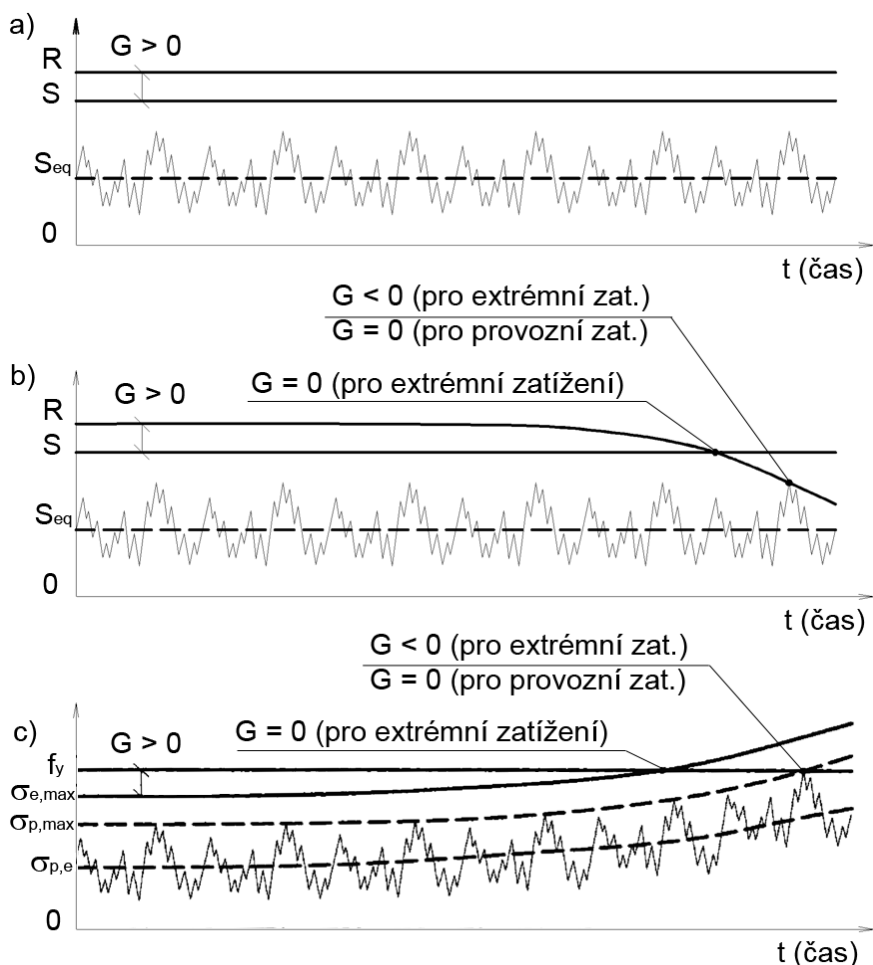 a)
G > 0
R
S
Seq
0
t (čas)
G < 0 (pro extrémní zat.)
G = 0 (pro provozní zat.)
b)
G > 0
G = 0 (pro extrémní zatížení)
R
S
Seq
0
t (čas)
G < 0 (pro extrémní zat.)
G = 0 (pro provozní zat.)
c)
G > 0
G = 0 (pro extrémní zatížení)
fy
σe,max
σp,max
σp,e
0
t (čas)